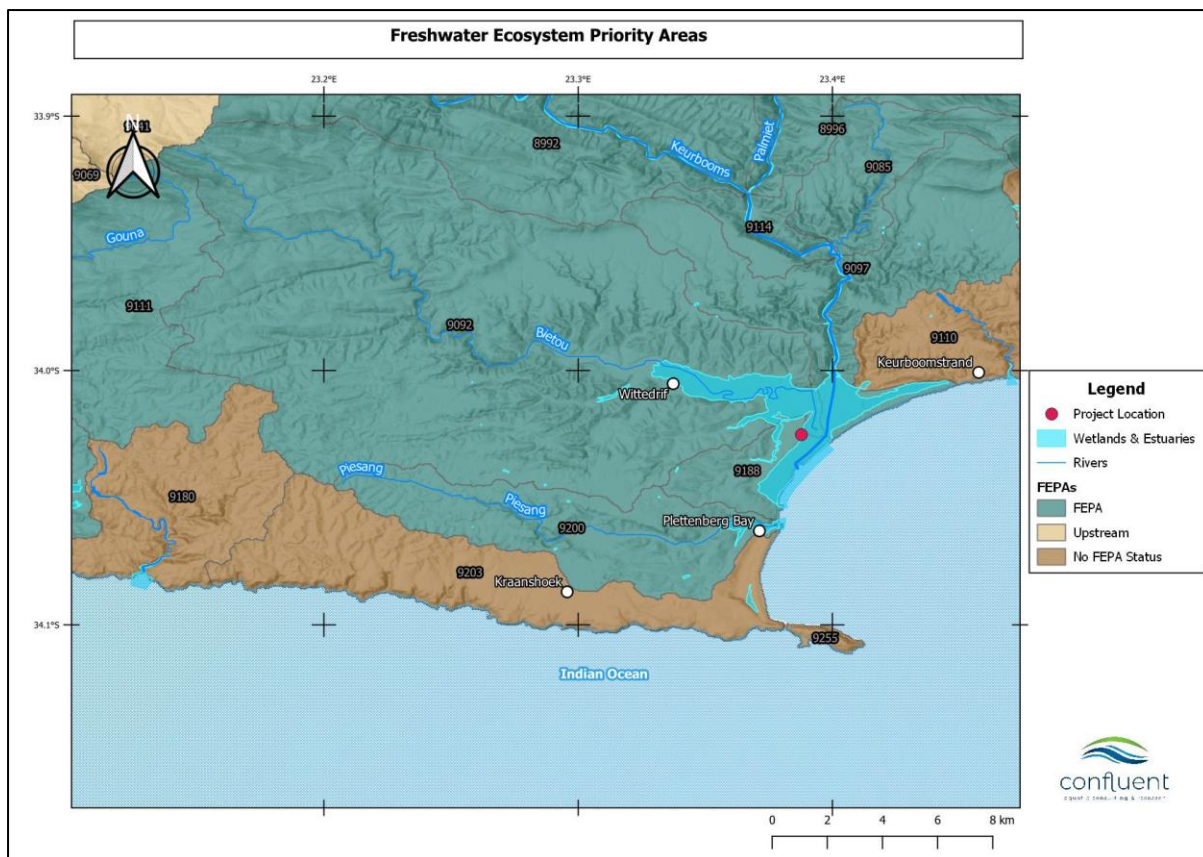 Freshwater Ecosystem Priority Areas
23.2°E
23.3°E
23.4°E
33.9°S
N
9069
8992
Keurbooms
Palmiet
8996
9085
Gouna
9111
9114
9097
9092
Bietou
9110
Keurboomstrand
34.0°S
Wittedrif
9188
Piesang
Piesang
9180
9200
Plettenberg Bay
9203
Kraanshoek
34.1°S
9255
Indian Ocean
Legend
Project Location
Wetlands & Estuaries
Rivers
FEPAs
FEPA
Upstream
No FEPA Status
confluent
0 2 4 6 8 km